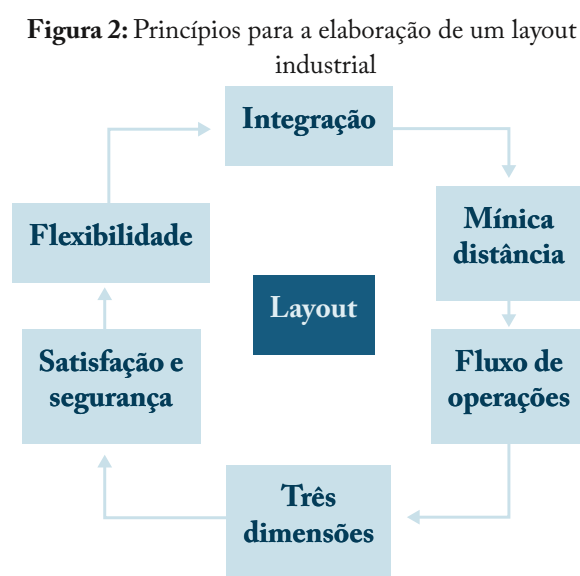 Figura 2: Princípios para a elaboração de um layout
industrial
Integração
Mínica
distância
Fluxo de
operações
Três
dimensões
Satisfação e
segurança
Flexibilidade
Layout